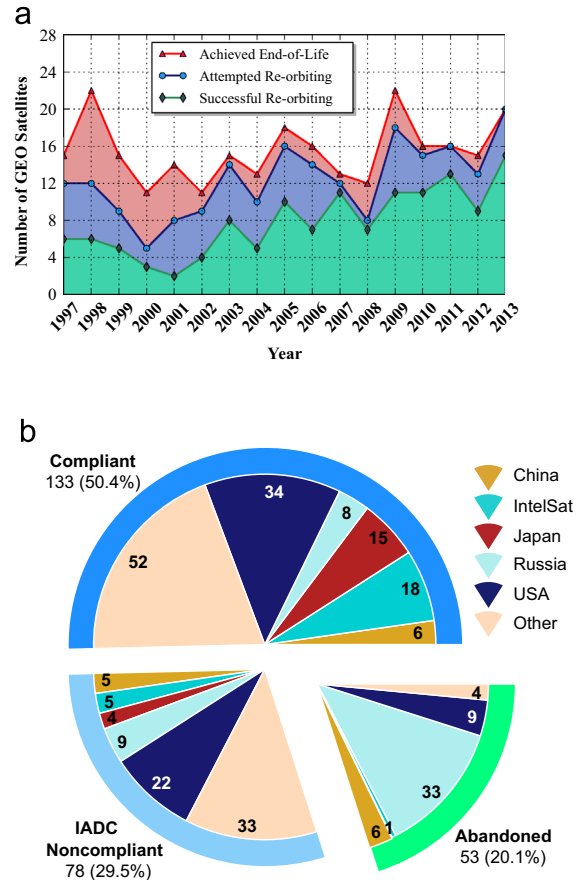 a
28
24
20
16
12
8
4
0
Number of GEO Satellites
Achieved End-of-Life
Attempted Re-orbiting
Successful Re-orbiting
1997 1998 1999 2000 2001 2002 2003 2004 2005 2006 2007 2008 2009 2010 2011 2012 2013
Year
b
Compliant
133 (50.4%)
52
34
8
15
18
6
China
IntelSat
Japan
Russia
USA
Other
5
5
4
9
22
33
IADC
Noncompliant
78 (29.5%)
4
9
33
1
6
Abandoned
53 (20.1%)